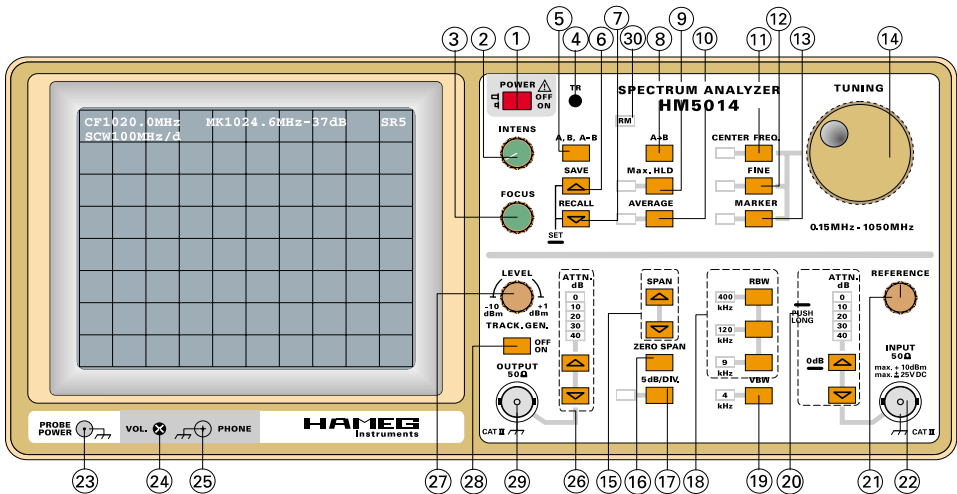 5 4 30 7 9 12
3 2 1 6 8 10 11 13 14
POWER
OFF
ON
TR
SPECTRUM ANALYZER
HM5014
TUNING
CF1020.0MHz MK1024.6MHz-37dB SR5
SCW100MHz/d
INTENS
RM
A, B, A-B
A→B
CENTER FREQ.
SAVE
Max. HLD
FINE
FOCUS
RECALL
AVERAGE
MARKER
SET
0.15MHz - 1050MHz
LEVEL
-10
dBm
+1
dBm
ATTN.
dB
0
10
20
30
40
SPAN
RBW
400
kHz
120
kHz
9
kHz
ATTN.
dB
0
10
20
30
40
REFERENCE
PUSH
LONG
TRACK. GEN.
OFF
ON
ZERO SPAN
0dB
INPUT
50Ω
max. + 10dBm
max. ± 25V DC
OUTPUT
50Ω
5dB/DIV.
VBW
4
kHz
CAT II
CAT II
PROBE
POWER
VOL.
PHONE
HAMEG
Instruments
23 24 25 27 28 29 26 15 16 17 18 19 20 21 22